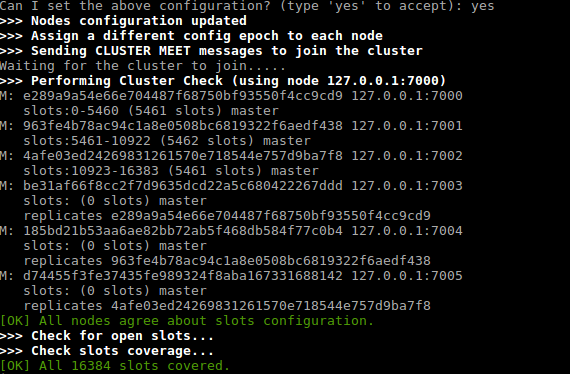 Can I set the above configuration? (type 'yes' to accept): yes
>>> Nodes configuration updated
>>> Assign a different config epoch to each node
>>> Sending CLUSTER MEET messages to join the cluster
Waiting for the cluster to join.....
>>> Performing Cluster Check (using node 127.0.0.1:7000)
M: e289a9a54e66e704487f68750bf93550f4cc9cd9 127.0.0.1:7000
slots:0-5460 (5461 slots) master
M: 963fe4b78ac94c1a8e0508bc6819322f6aedf438 127.0.0.1:7001
slots:5461-10922 (5462 slots) master
M: 4afe03ed24269831261570e718544e757d9ba7f8 127.0.0.1:7002
slots:10923-16383 (5461 slots) master
M: be31af66f8cc2f7d9635dcd22a5c680422267ddd 127.0.0.1:7003
slots: (0 slots) master
replicates e289a9a54e66e704487f68750bf93550f4cc9cd9
M: 185bd21b53aa6ae82bb72ab5f468db584f77c0b4 127.0.0.1:7004
slots: (0 slots) master
replicates 963fe4b78ac94c1a8e0508bc6819322f6aedf438
M: d74455f3fe37435fe989324f8aba167331688142 127.0.0.1:7005
slots: (0 slots) master
replicates 4afe03ed24269831261570e718544e757d9ba7f8
[OK] All nodes agree about slots configuration.
>>> Check for open slots...
>>> Check slots coverage...
[OK] All 16384 slots covered.